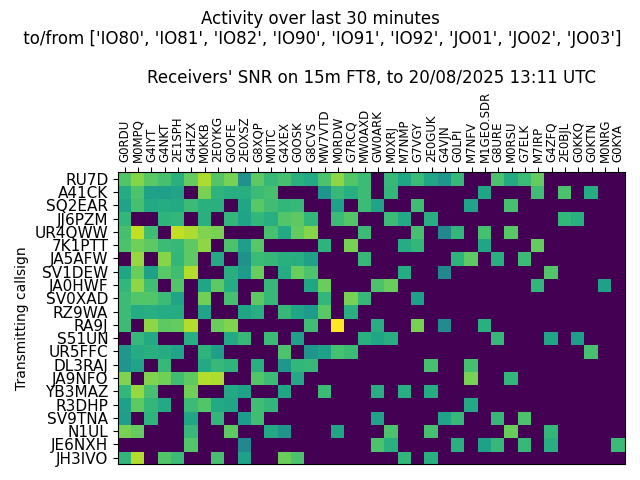 Activity over last 30 minutes
to/from ['IO80', 'IO81', 'IO82', 'IO90', 'IO91', 'IO92', 'JO01', 'JO02', 'JO03']
Receivers' SNR on 15m FT8, to 20/08/2025 13:11 UTC
G0RDU
M0MPQ
G4IYT
G4NKT
2E1SPH
G4HZX
M0KKB
2E0YKG
G0OFE
2E0XSZ
G8XQP
M0ITC
G4XEX
G0OSK
G8CVS
MW7VTD
M0RDW
G7RCQ
MW0AXD
GW0ARK
M0XRJ
M7NMP
G7VGY
2E0GUK
G4VJN
G0LPI
M7NFV
M1GEO.SDR
G8URE
M0RSU
G7ELK
M7IRP
G4ZFQ
2E0BJL
G0KKQ
G0KTN
M0NRG
G0KYA
Transmitting callsign
RU7D
A41CK
SQ2EAR
JJ6PZM
UR4QWW
7K1PTT
JA5AFW
SV1DEW
JA0HWF
SV0XAD
RZ9WA
RA9J
S51UN
UR5FFC
DL3RAJ
JA9NFO
YB3MAZ
R3DHP
SV9TNA
N1UL
JE6NXH
JH3IVO